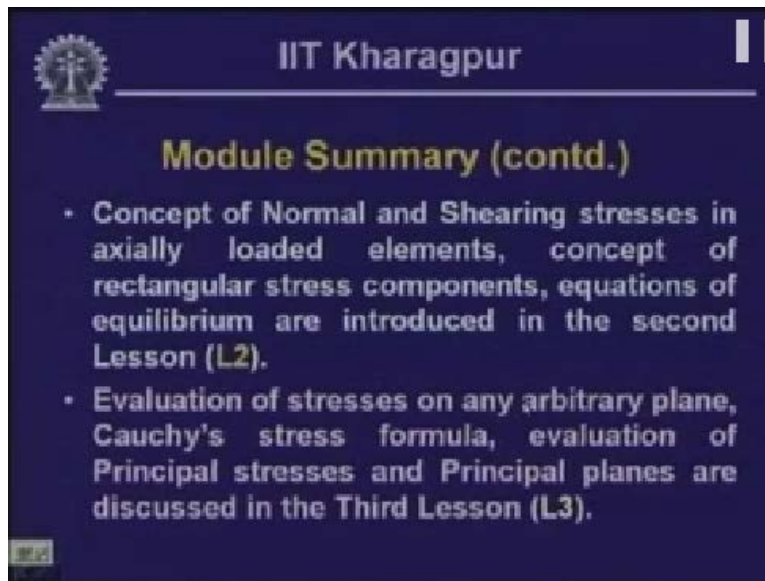 IIT Kharagpur
Module Summary (contd.)
• Concept of Normal and Shearing stresses in
axially loaded elements, concept of
rectangular stress components, equations of
equilibrium are introduced in the second
Lesson (L2).
• Evaluation of stresses on any arbitrary plane,
Cauchy's stress formula, evaluation of
Principal stresses and Principal planes are
discussed in the Third Lesson (L3).